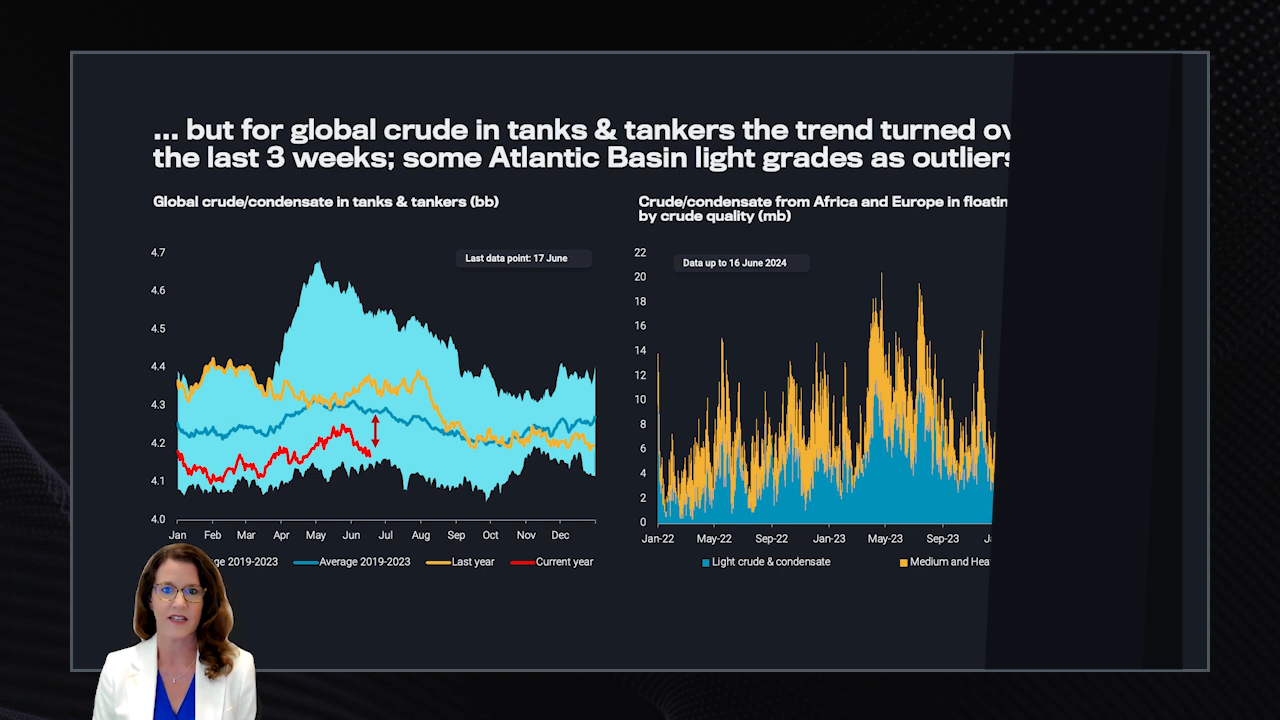 ... but for global crude in tanks & tankers the trend turned
the last 3 weeks; some Atlantic Basin light grades as outliers
Global crude/condensate in tanks & tankers (bb)
Last data point: 17 June
4.7
4.6
4.5
4.4
4.3
4.2
4.1
4.0
Jan Feb Mar Apr May Jun Jul Aug Sep Oct Nov Dec
2019-2023 Average 2019-2023 Last year Current year
Crude/condensate from Africa and Europe in
by crude quality (mb)
Data up to 16 June 2024
22
20
18
16
14
12
10
8
6
4
2
0
Jan-22 May-22 Sep-22 Jan-23 May-23 Sep-23
Light crude & condensate Medium and